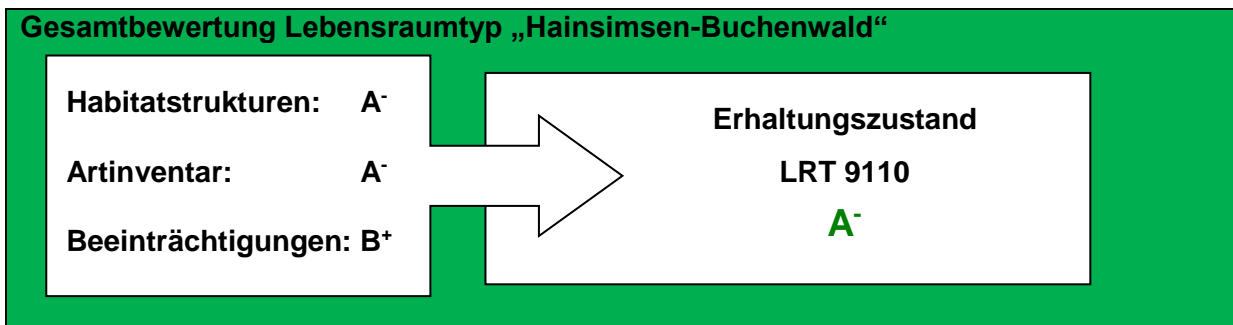 Gesamtbewertung Lebensraumtyp „Hainsimsen-Buchenwald“
Habitatstrukturen: A-
Artinventar: A-
Beeinträchtigungen: B+
Erhaltungszustand
LRT 9110
A-